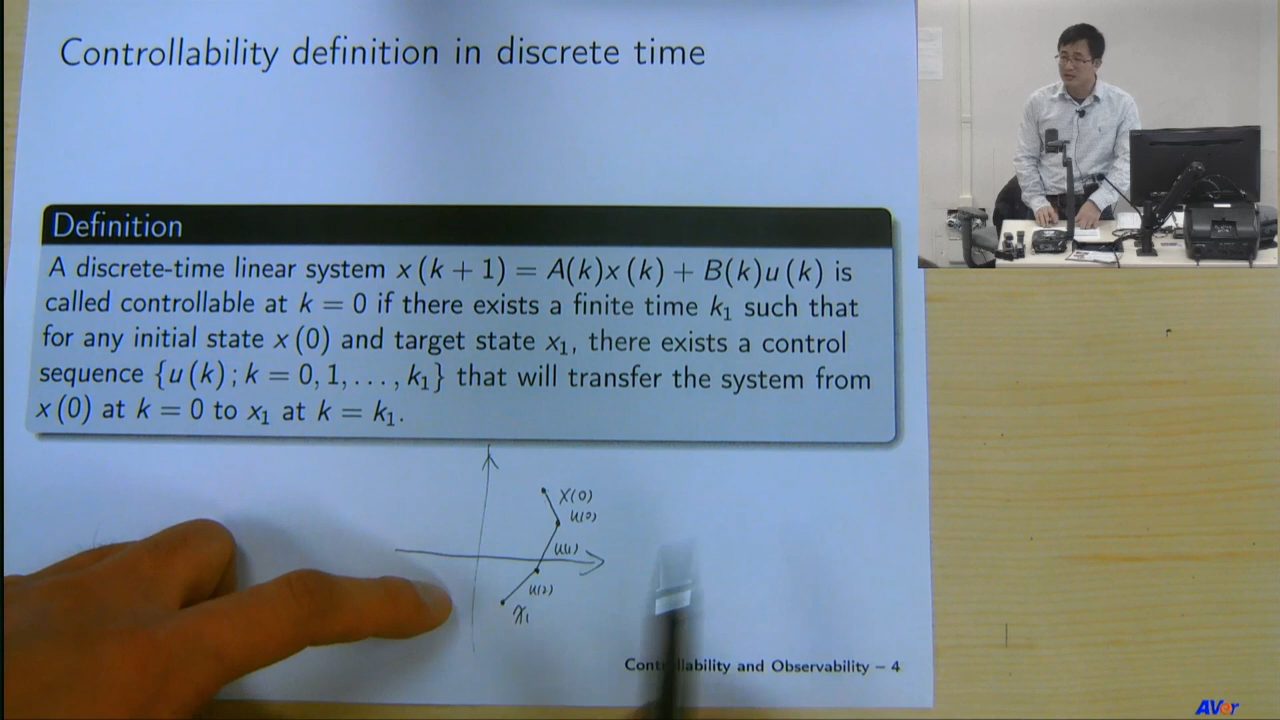 Controllability definition in discrete time
Definition
A discrete-time linear system x(k + 1) = A(k)x(k) + B(k)u(k) is
called controllable at k = 0 if there exists a finite time k₁ such that
for any initial state x(0) and target state x₁, there exists a control
sequence {u(k); k = 0, 1, . . . , k₁} that will transfer the system from
x(0) at k = 0 to x₁ at k = k₁.
x(0)
u(0)
u(1)
u(2)
x₁
Controllability and Observability – 4
AVer